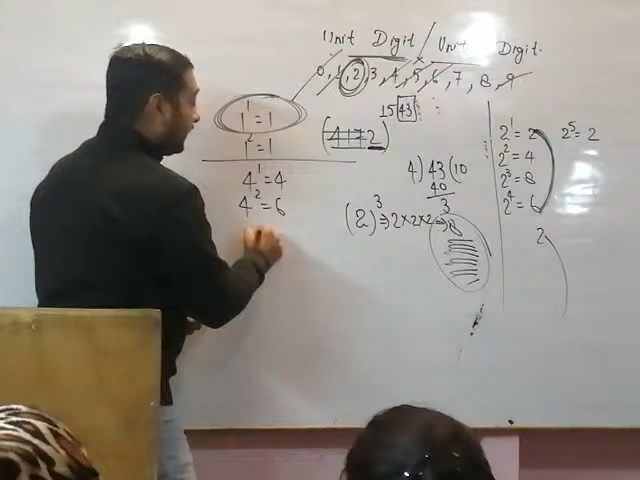 Unit Digit / Unit Digit.
0, 1, 2, 3, 4, 5, 6, 7, 8, 9
1543
1¹ = 1
1² = 1
(4172)
4¹ = 4
4² = 6
4) 43 (10
40
3
(2)³ ⇒ 2×2×2 ⇒ 8
2¹ = 2
2² = 4
2³ = 8
2⁴ = 6
2⁵ = 2
2